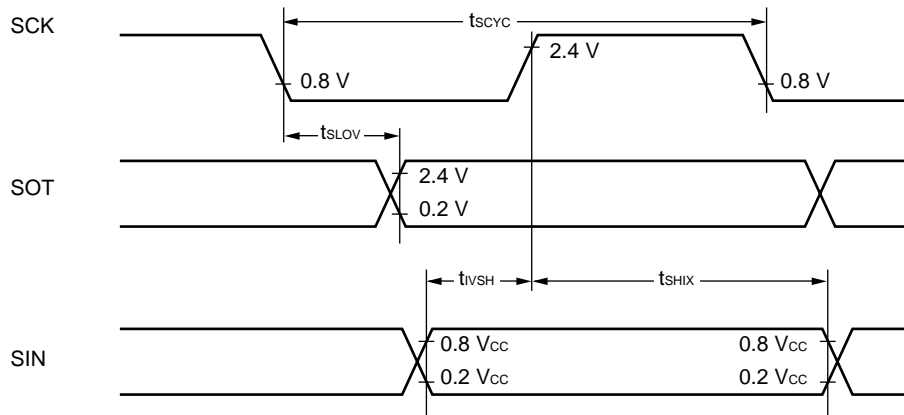 SCK
tSCYC
2.4 V
0.8 V
0.8 V
tSLOV
SOT
2.4 V
0.2 V
tIVSH
tSHIX
SIN
0.8 VCC
0.8 VCC
0.2 VCC
0.2 VCC